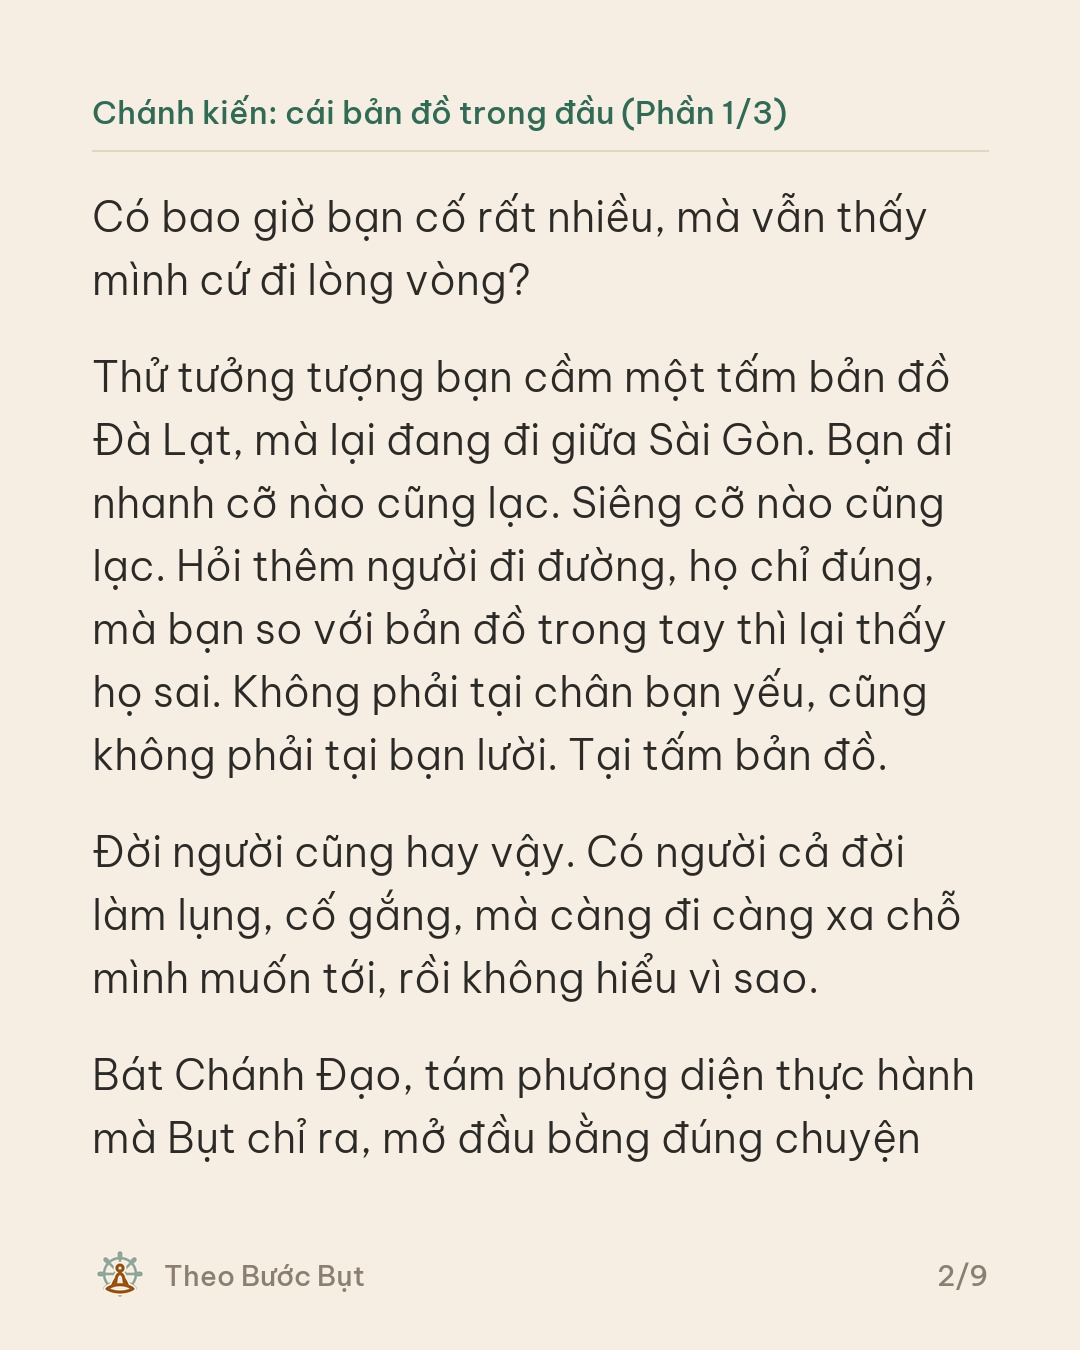 Chánh kiến: cái bản đồ trong đầu (Phần 1/3)
Có bao giờ bạn cố rất nhiều, mà vẫn thấy
mình cứ đi lòng vòng?
Thử tưởng tượng bạn cầm một tấm bản đồ
Đà Lạt, mà lại đang đi giữa Sài Gòn. Bạn đi
nhanh cỡ nào cũng lạc. Siêng cỡ nào cũng
lạc. Hỏi thêm người đi đường, họ chỉ đúng,
mà bạn so với bản đồ trong tay thì lại thấy
họ sai. Không phải tại chân bạn yếu, cũng
không phải tại bạn lười. Tại tấm bản đồ.
Đời người cũng hay vậy. Có người cả đời
làm lụng, cố gắng, mà càng đi càng xa chỗ
mình muốn tới, rồi không hiểu vì sao.
Bát Chánh Đạo, tám phương diện thực hành
mà Bụt chỉ ra, mở đầu bằng đúng chuyện
Theo Bước Bụt
2/9